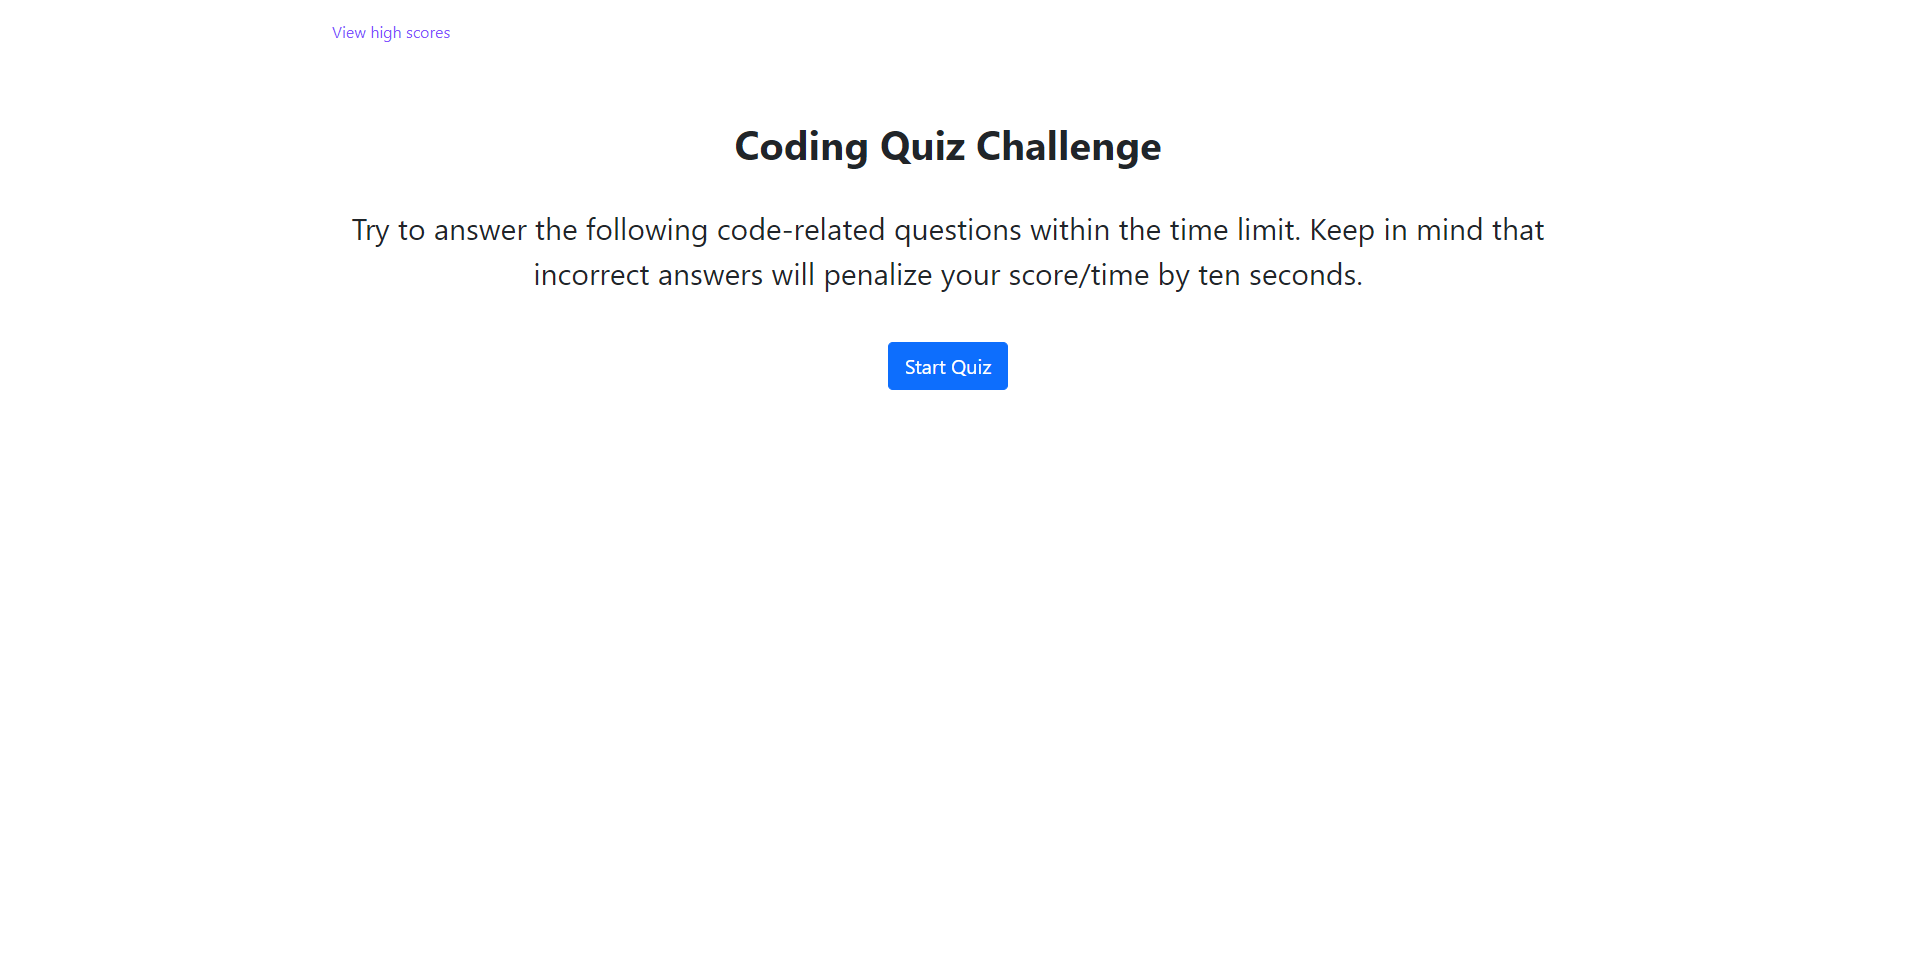 View high scores
Coding Quiz Challenge
Try to answer the following code-related questions within the time limit. Keep in mind that
incorrect answers will penalize your score/time by ten seconds.
Start Quiz